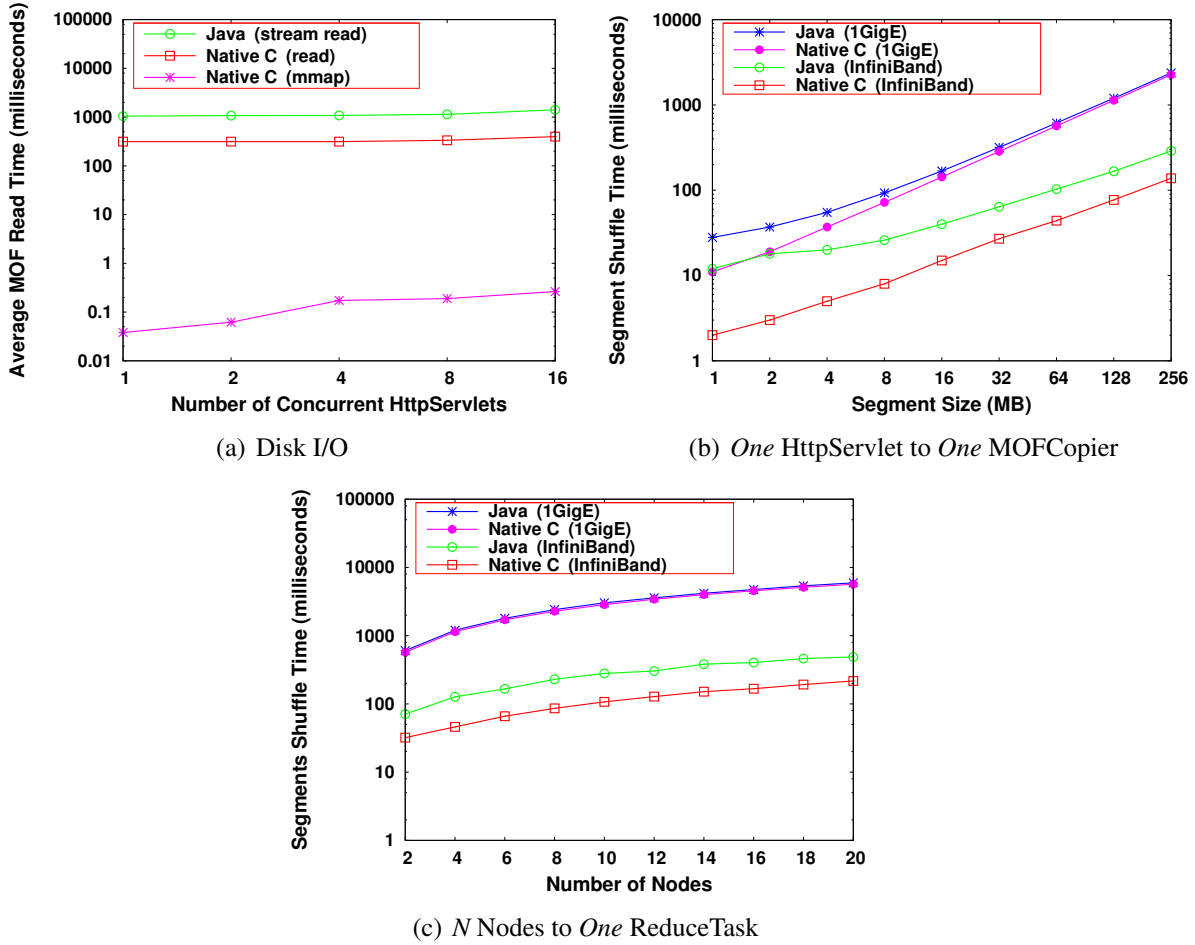 Average MOF Read Time (milliseconds)
100000
10000
1000
100
10
1
0.1
0.01
Java (stream read)
Native C (read)
Native C (mmap)
1 2 4 8 16
Number of Concurrent HttpServlets
(a) Disk I/O
Segment Shuffle Time (milliseconds)
10000
1000
100
10
1
Java (1GigE)
Native C (1GigE)
Java (InfiniBand)
Native C (InfiniBand)
1 2 4 8 16 32 64 128 256
Segment Size (MB)
(b) One HttpServlet to One MOFCopier
Segments Shuffle Time (milliseconds)
100000
10000
1000
100
10
1
Java (1GigE)
Native C (1GigE)
Java (InfiniBand)
Native C (InfiniBand)
2 4 6 8 10 12 14 16 18 20
Number of Nodes
(c) N Nodes to One ReduceTask